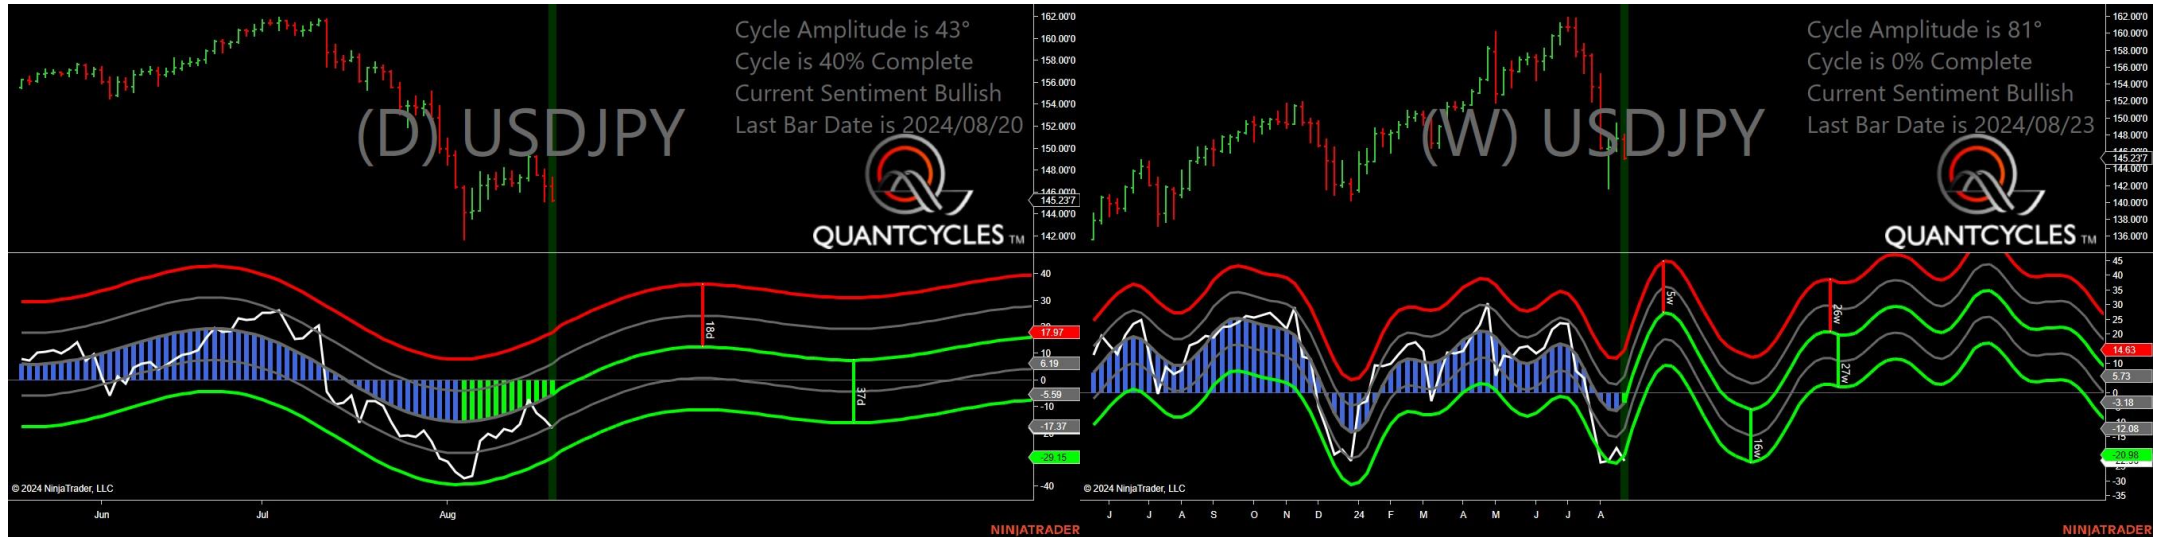 Cycle Amplitude is 43°
Cycle is 40% Complete
Current Sentiment Bullish
Last Bar Date is 2024/08/20
(D) USDJPY
QUANTCYCLES TM
162.00'0
160.00'0
158.00'0
156.00'0
154.00'0
152.00'0
150.00'0
148.00'0
146.00'0
145.23'7
144.00'0
142.00'0
40
30
17.97
10
6.19
0
-5.59
-10
-17.37
-29.15
-40
18d
37d
© 2024 NinjaTrader, LLC
Jun Jul Aug
NINJATRADER
Cycle Amplitude is 81°
Cycle is 0% Complete
Current Sentiment Bullish
Last Bar Date is 2024/08/23
(W) USDJPY
QUANTCYCLES TM
162.00'0
160.00'0
158.00'0
156.00'0
154.00'0
152.00'0
150.00'0
148.00'0
145.23'7
144.00'0
142.00'0
140.00'0
138.00'0
136.00'0
45
40
35
30
25
20
14.63
10
5.73
0
-3.18
-12.08
-15
-20.98
-30
-35
5w
26w
27w
16w
© 2024 NinjaTrader, LLC
J J A S O N D 24 F M A M J J A
NINJATRADER